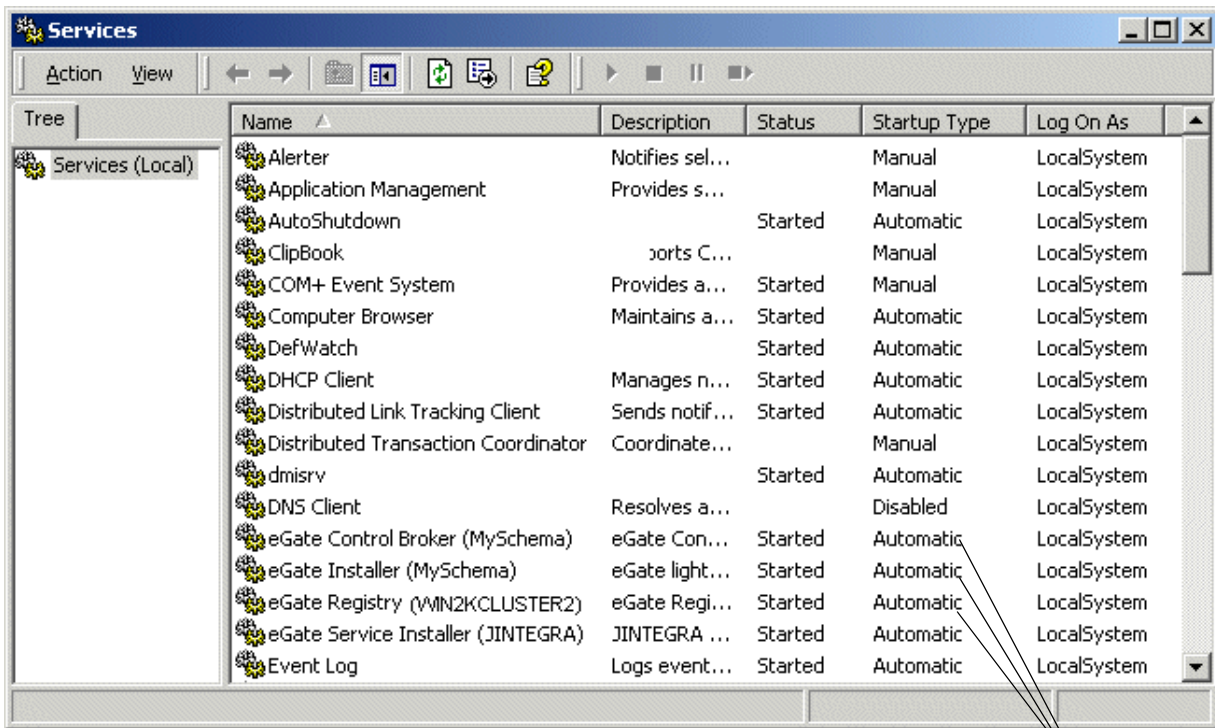 Services
Action View
Tree
Services (Local)
Name Description Status Startup Type Log On As
Alerter Notifies sel... Manual LocalSystem
Application Management Provides s... Manual LocalSystem
AutoShutdown Started Automatic LocalSystem
ClipBook ports C... Manual LocalSystem
COM+ Event System Provides a... Started Manual LocalSystem
Computer Browser Maintains a... Started Automatic LocalSystem
DefWatch Started Automatic LocalSystem
DHCP Client Manages n... Started Automatic LocalSystem
Distributed Link Tracking Client Sends notif... Started Automatic LocalSystem
Distributed Transaction Coordinator Coordinate... Manual LocalSystem
dmisrv Started Automatic LocalSystem
DNS Client Resolves a... Disabled LocalSystem
eGate Control Broker (MySchema) eGate Con... Started Automatic LocalSystem
eGate Installer (MySchema) eGate light... Started Automatic LocalSystem
eGate Registry (WIN2KCLUSTER2) eGate Regi... Started Automatic LocalSystem
eGate Service Installer (JINTEGRA) JINTEGRA ... Started Automatic LocalSystem
Event Log Logs event... Started Automatic LocalSystem